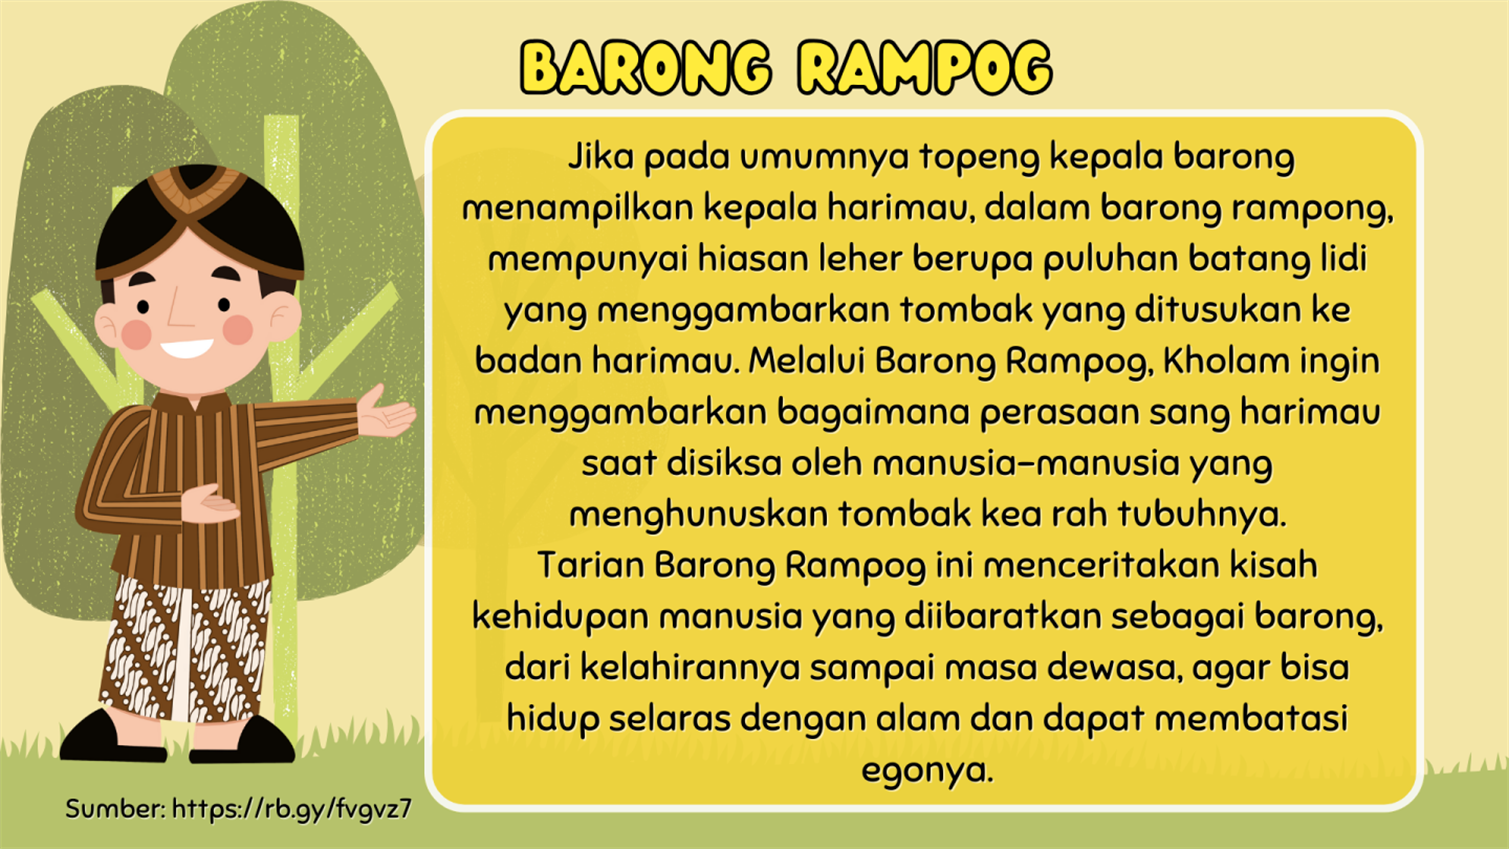 BARONG RAMPOG
Jika pada umumnya topeng kepala barong
menampilkan kepala harimau, dalam barong rampong,
mempunyai hiasan leher berupa puluhan batang lidi
yang menggambarkan tombak yang ditusukan ke
badan harimau. Melalui Barong Rampog, Kholam ingin
menggambarkan bagaimana perasaan sang harimau
saat disiksa oleh manusia-manusia yang
menghunuskan tombak kea rah tubuhnya.
Tarian Barong Rampog ini menceritakan kisah
kehidupan manusia yang diibaratkan sebagai barong,
dari kelahirannya sampai masa dewasa, agar bisa
hidup selaras dengan alam dan dapat membatasi
egonya.
Sumber: https://rb.gy/fvgvz7